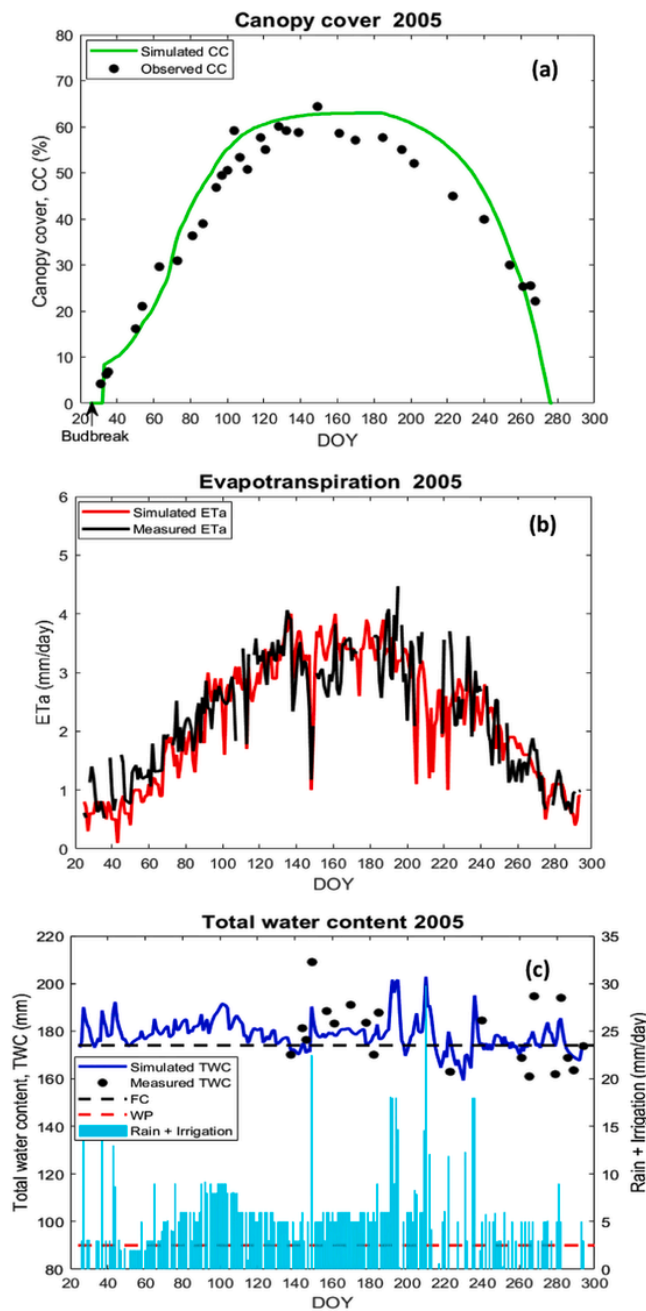 Canopy cover 2005
80
Simulated CC
Observed CC
(a)
70
60
50
40
30
20
10
0
Canopy cover, CC (%)
20 40 60 80 100 120 140 160 180 200 220 240 260 280 300
Budbreak
DOY
Evapotranspiration 2005
6
Simulated ETa
Measured ETa
(b)
5
4
3
2
1
0
ETa (mm/day)
20 40 60 80 100 120 140 160 180 200 220 240 260 280 300
DOY
Total water content 2005
220 35
(c)
200 30
180 25
160 20
140 15
120 10
100 5
80 0
Total water content, TWC (mm)
Rain + Irrigation (mm/day)
Simulated TWC
Measured TWC
FC
WP
Rain + Irrigation
20 40 60 80 100 120 140 160 180 200 220 240 260 280 300
DOY